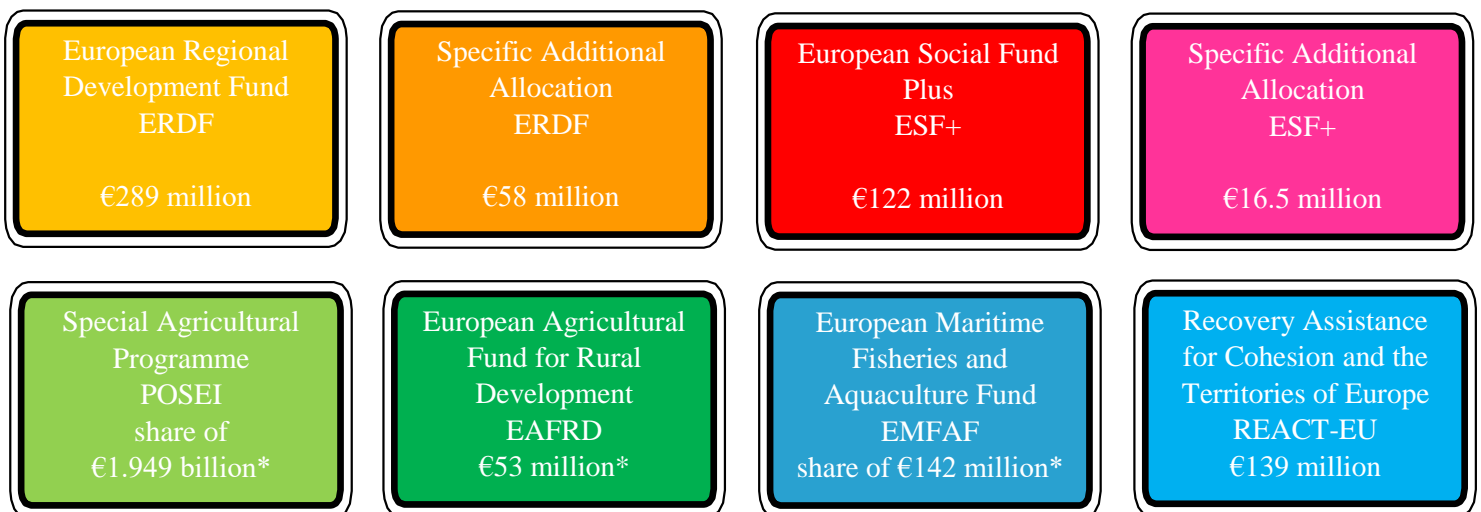 European Regional
Development Fund
ERDF
€289 million
Specific Additional
Allocation
ERDF
€58 million
European Social Fund
Plus
ESF+
€122 million
Specific Additional
Allocation
ESF+
€16.5 million
Special Agricultural
Programme
POSEI
share of
€1.949 billion*
European Agricultural
Fund for Rural
Development
EAFRD
€53 million*
European Maritime
Fisheries and
Aquaculture Fund
EMFAF
share of €142 million*
Recovery Assistance
for Cohesion and the
Territories of Europe
REACT-EU
€139 million